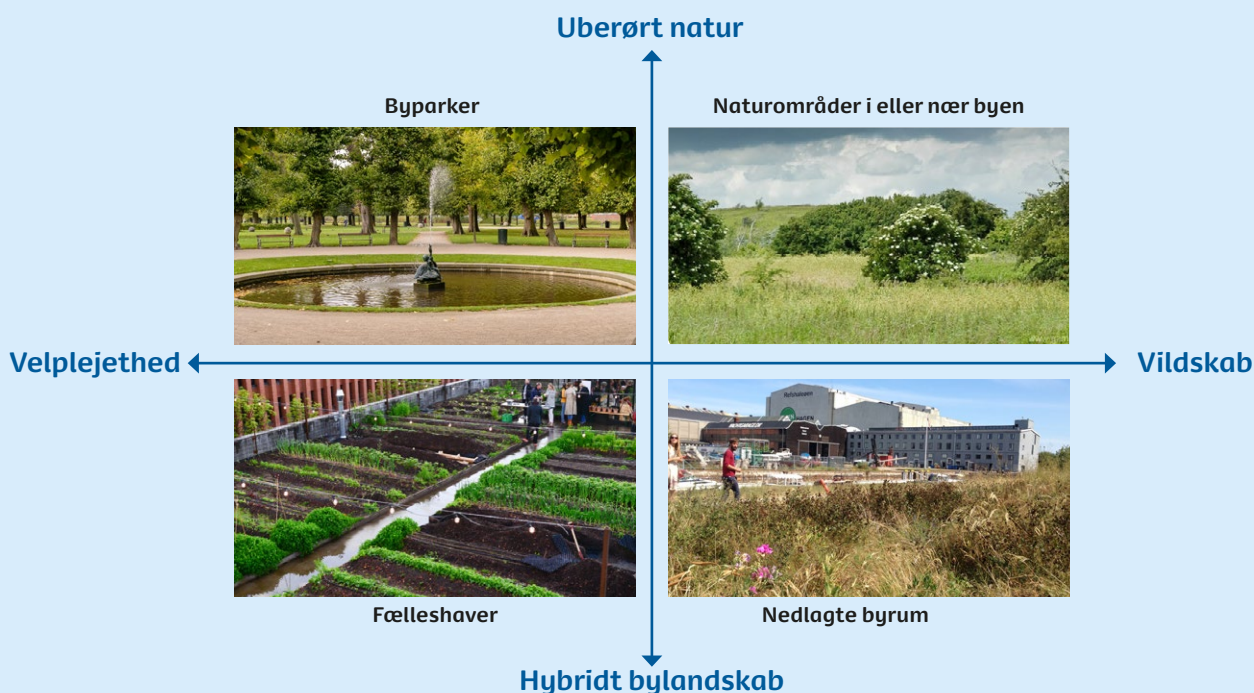 Uberørt natur
Byparker
Naturområder i eller nær byen
Velplejethed
Vildskab
Fælleshaver
Nedlagte byrum
Hybridt bylandskab